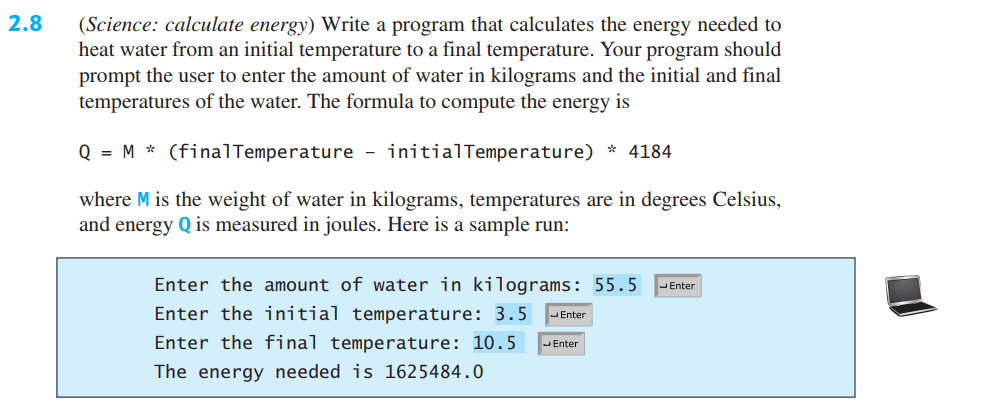 2.8 (Science: calculate energy) Write a program that calculates the energy needed to
heat water from an initial temperature to a final temperature. Your program should
prompt the user to enter the amount of water in kilograms and the initial and final
temperatures of the water. The formula to compute the energy is
Q = M * (finalTemperature - initialTemperature) * 4184
where M is the weight of water in kilograms, temperatures are in degrees Celsius,
and energy Q is measured in joules. Here is a sample run:
Enter the amount of water in kilograms: 55.5 ↵Enter
Enter the initial temperature: 3.5 ↵Enter
Enter the final temperature: 10.5 ↵Enter
The energy needed is 1625484.0